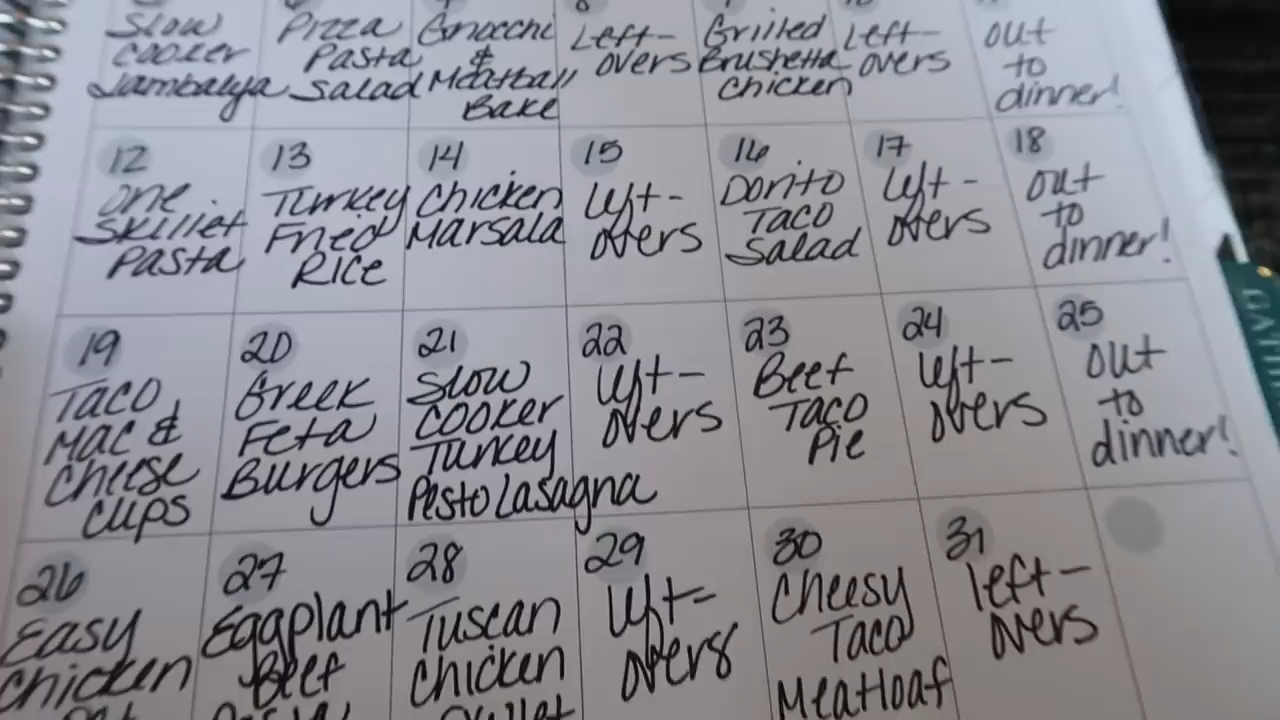 Slow
Cooker
Jambalya
Pizza
Pasta
Salad
Gnocchi
&
Meatball
Bake
Left-
overs
Grilled
Brushetta
Chicken
Left-
overs
out
to
dinner!
12
One
Skillet
Pasta
13
Turkey
Fried
Rice
14
Chicken
Marsala
15
Left-
overs
16
Dorito
Taco
Salad
17
Left-
overs
18
out
to
dinner!
19
Taco
Mac &
Cheese
Cups
20
Greek
Feta
Burgers
21
Slow
Cooker
Turkey
Pesto Lasagna
22
Left-
overs
23
Beef
Taco
Pie
24
Left-
overs
25
out
to
dinner!
26
Easy
Chicken
27
Eggplant
Beef
28
Tuscan
Chicken
29
Left-
overs
30
Cheesy
Taco
Meatloaf
31
left-
overs